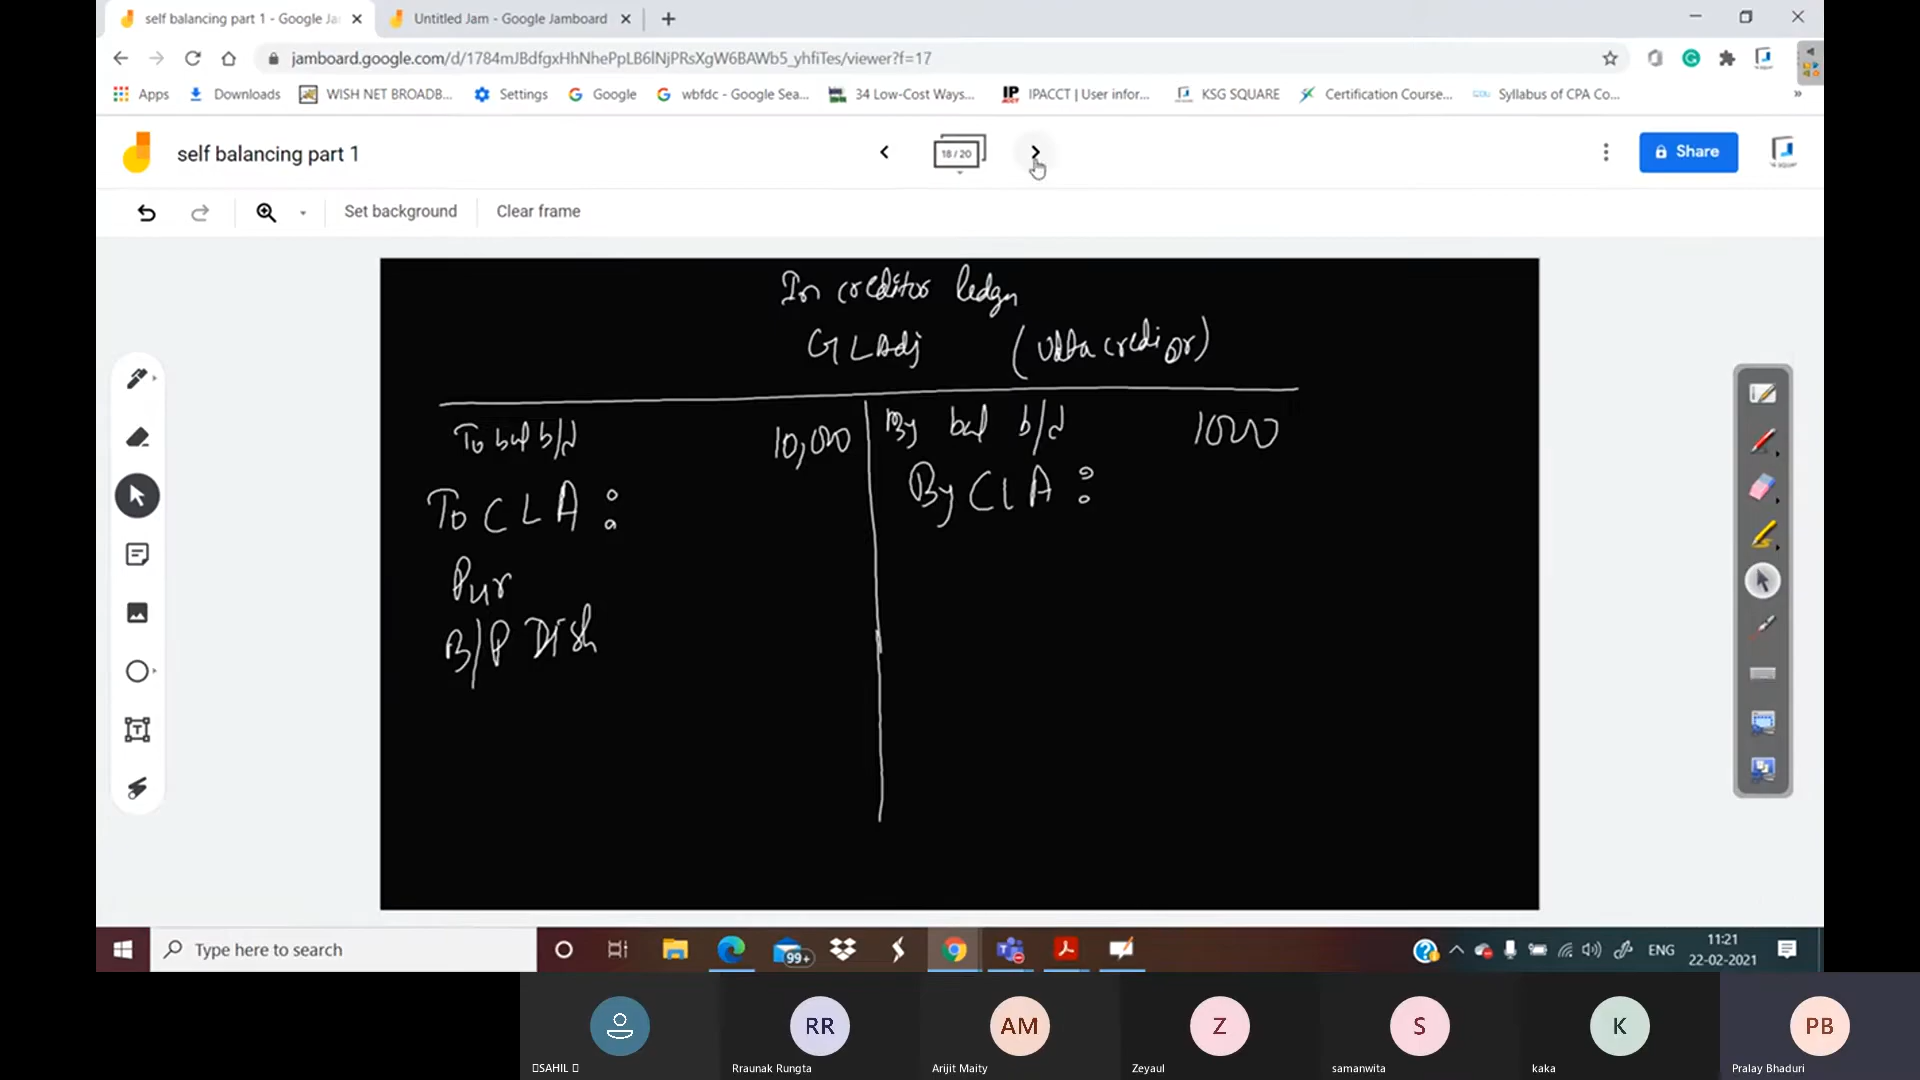 self balancing part 1 - Google Ja
Untitled Jam - Google Jamboard
jamboard.google.com/d/1784mJBdfgxHhNhePpLB6lNjPRsXgW6BAWb5_yhfiTes/viewer?f=17
Apps
Downloads
WISH NET BROADB...
Settings
Google
wbfdc - Google Sea...
34 Low-Cost Ways...
IPACCT | User infor...
KSG SQUARE
Certification Course...
Syllabus of CPA Co...
»
self balancing part 1
18 / 20
Share
Set background
Clear frame
In creditor ledger
GLAdj
To bal b/d 10,000
By bal b/d 1000
To CLA :
By CLA :
Pur
B/P Dish
Type here to search
99+
ENG
11:21
22-02-2021
RR
AM
Z
S
K
PB
SAHIL
Rraunak Rungta
Arijit Maity
Zeyaul
samanwita
kaka
Pralay Bhaduri